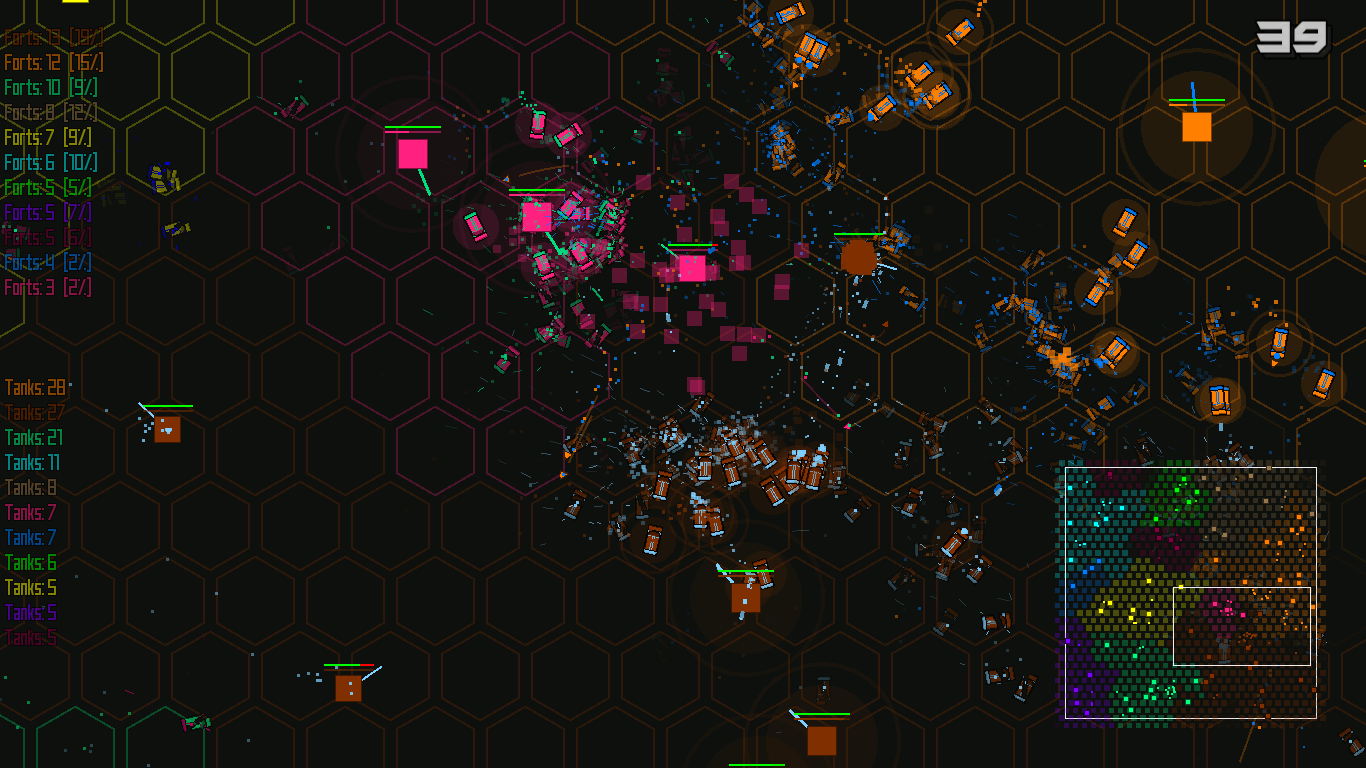 39
Forts: 13 [19%]
Forts: 12 [15%]
Forts: 10 [9%]
Forts: 8 [12%]
Forts: 7 [9%]
Forts: 6 [10%]
Forts: 5 [5%]
Forts: 5 [7%]
Forts: 5 [6%]
Forts: 4 [2%]
Forts: 3 [2%]
Tanks: 28
Tanks: 27
Tanks: 21
Tanks: 11
Tanks: 8
Tanks: 7
Tanks: 7
Tanks: 6
Tanks: 5
Tanks: 5
Tanks: 5